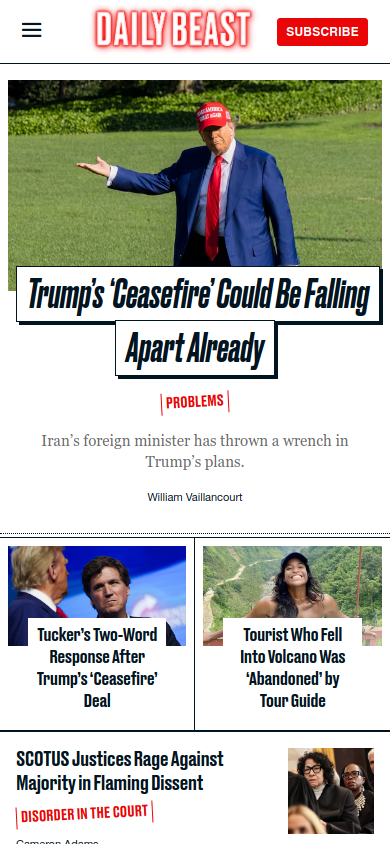 DAILY BEAST
SUBSCRIBE
Trump's ‘Ceasefire’ Could Be Falling
Apart Already
PROBLEMS
Iran's foreign minister has thrown a wrench in
Trump's plans.
William Vaillancourt
Tucker's Two-Word
Response After
Trump's ‘Ceasefire’
Deal
Tourist Who Fell
Into Volcano Was
‘Abandoned’ by
Tour Guide
SCOTUS Justices Rage Against
Majority in Flaming Dissent
DISORDER IN THE COURT
Cameron Adams